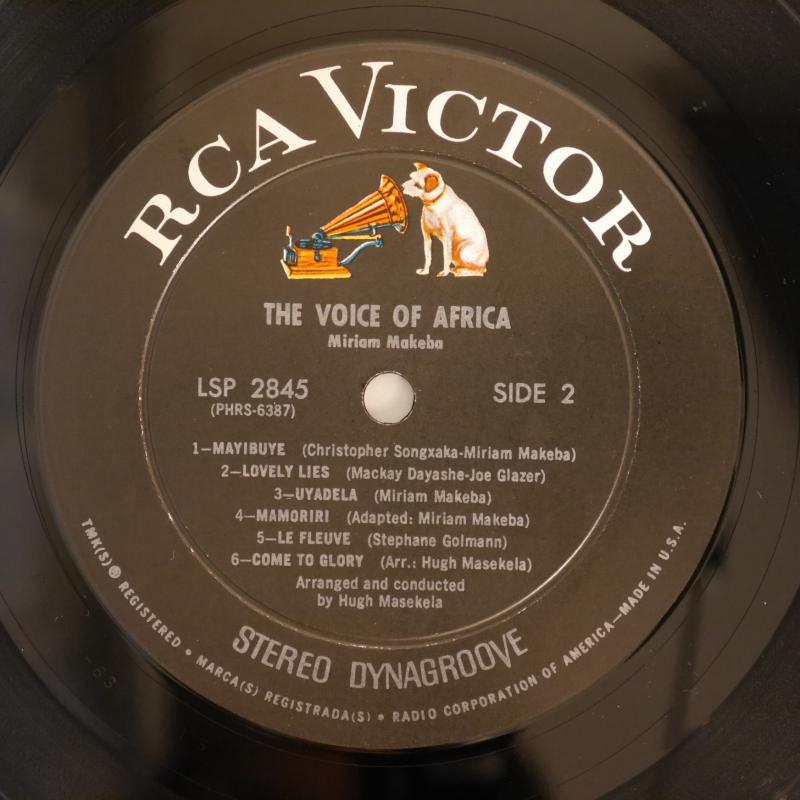 RCA VICTOR
THE VOICE OF AFRICA
Miriam Makeba
LSP 2845
(PHRS-6387)
SIDE 2
1—MAYIBUYE (Christopher Songxaka-Miriam Makeba)
2—LOVELY LIES (Mackay Dayashe-Joe Glazer)
3—UYADELA (Miriam Makeba)
4—MAMORIRI (Adapted: Miriam Makeba)
5—LE FLEUVE (Stephane Golmann)
6—COME TO GLORY (Arr.: Hugh Masekela)
Arranged and conducted
by Hugh Masekela
STEREO DYNAGROOVE
TMK(S) ® REGISTERED • MARCA(S) REGISTRADA(S) • RADIO CORPORATION OF AMERICA—MADE IN U.S.A.